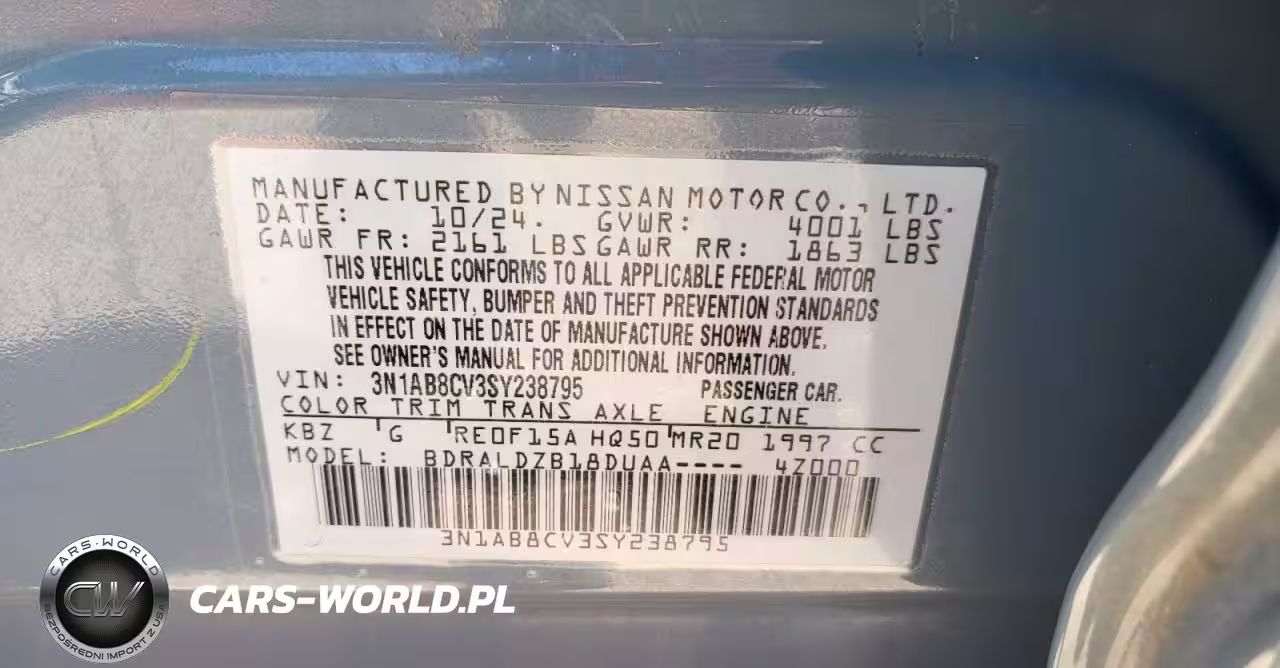 MANUFACTURED BY NISSAN MOTOR CO., LTD.
DATE: 10/24. GVWR: 4001 LBS
GAWR FR: 2161 LBS GAWR RR: 1863 LBS
THIS VEHICLE CONFORMS TO ALL APPLICABLE FEDERAL MOTOR
VEHICLE SAFETY, BUMPER AND THEFT PREVENTION STANDARDS
IN EFFECT ON THE DATE OF MANUFACTURE SHOWN ABOVE.
SEE OWNER'S MANUAL FOR ADDITIONAL INFORMATION.
VIN: 3N1AB8CV3SY238795 PASSENGER CAR.
COLOR TRIM TRANS AXLE ENGINE
KBZ G RE0F15A HQ50 MR20 1997 CC
MODEL: BDRALDZB18DUAA---- 4Z000
3N1AB8CV3SY238795
CARS-WORLD
CW
BEZPOŚREDNI IMPORT Z USA
CARS-WORLD.PL